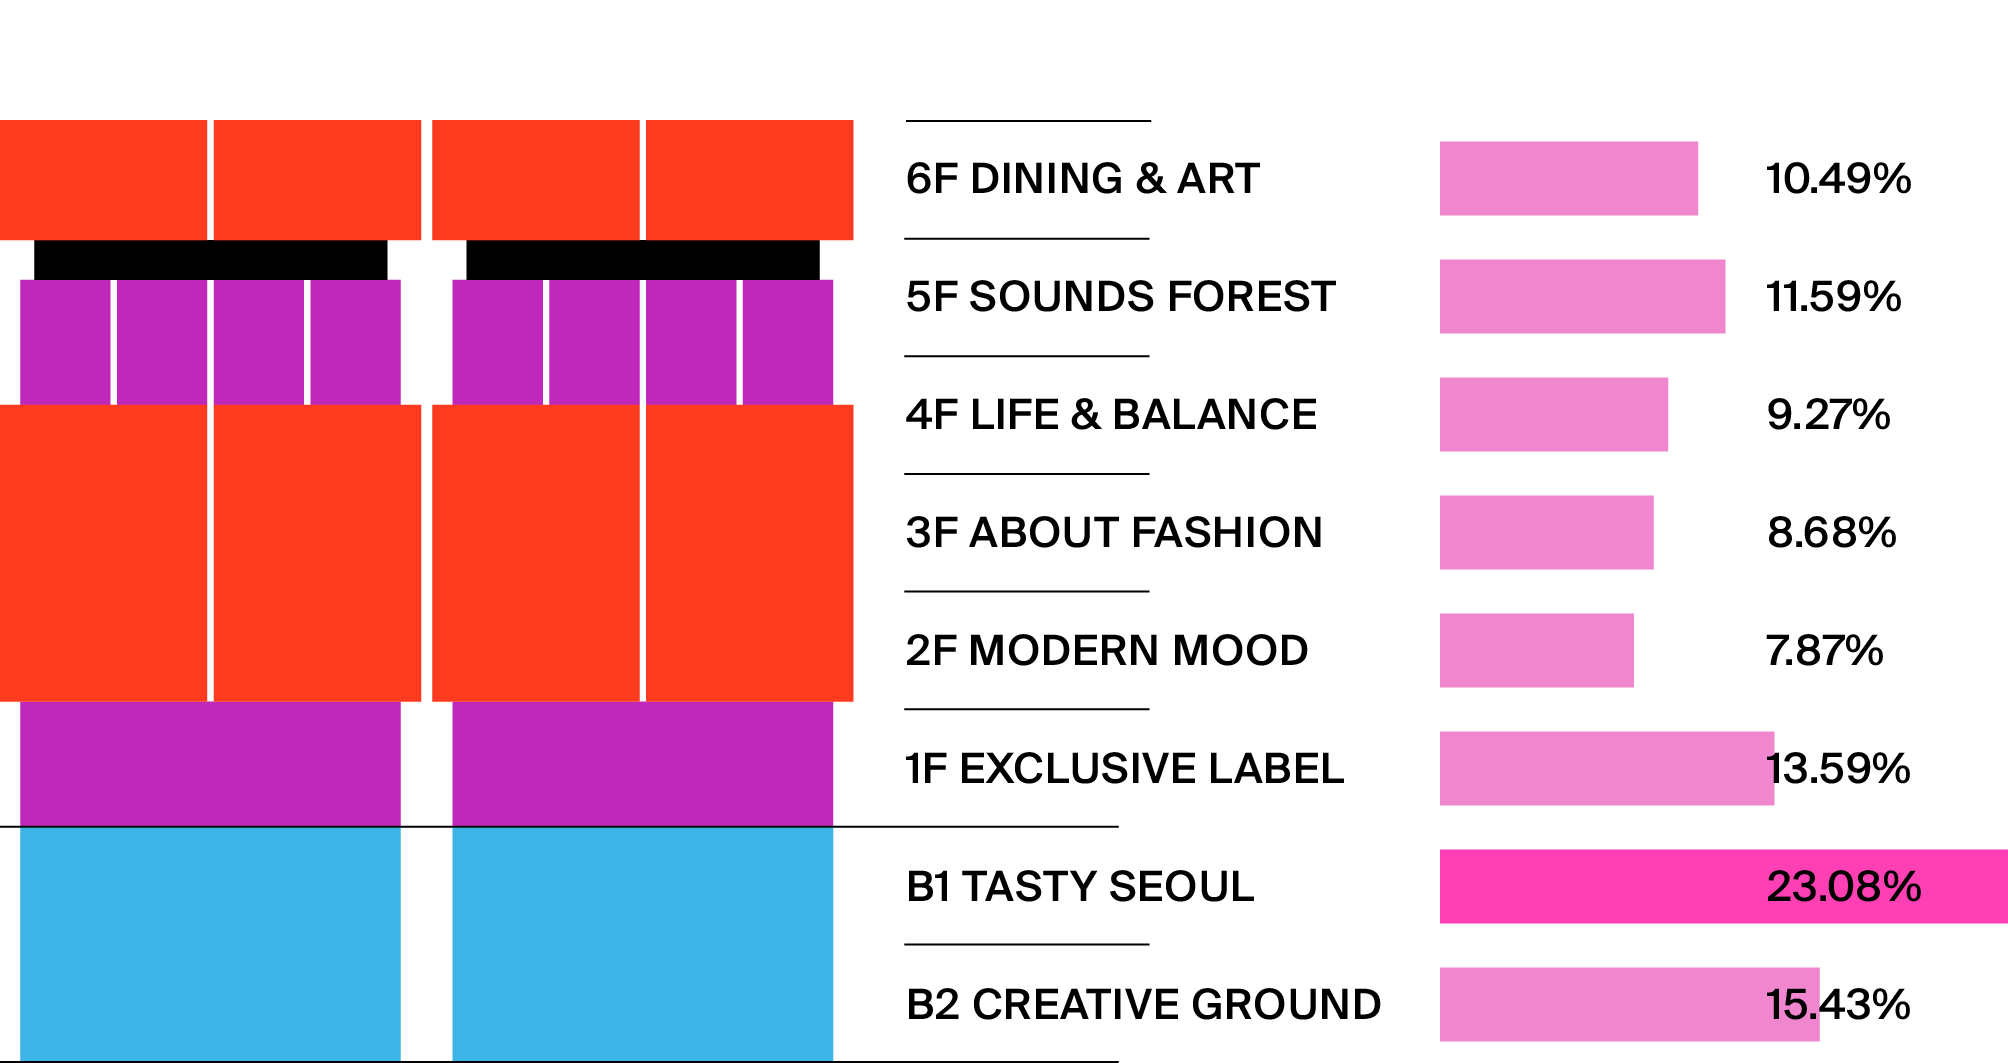 6F DINING & ART 10.49%
5F SOUNDS FOREST 11.59%
4F LIFE & BALANCE 9.27%
3F ABOUT FASHION 8.68%
2F MODERN MOOD 7.87%
1F EXCLUSIVE LABEL 13.59%
B1 TASTY SEOUL 23.08%
B2 CREATIVE GROUND 15.43%